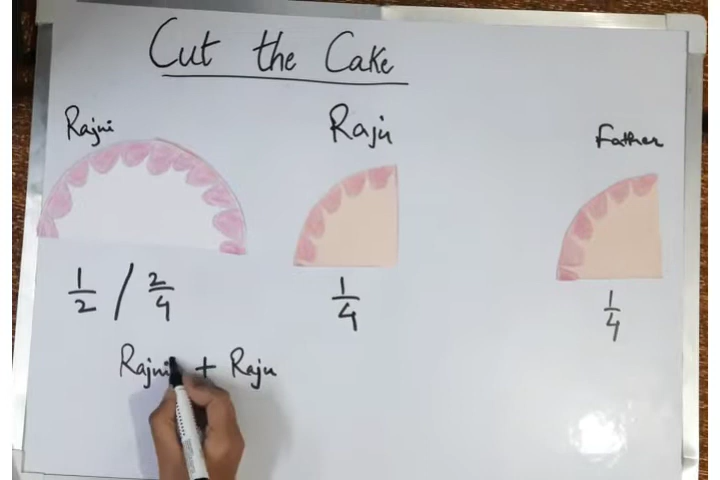 Cut the Cake
Rajni Raju Father
1/2 / 2/4 1/4 1/4
Rajni + Raju